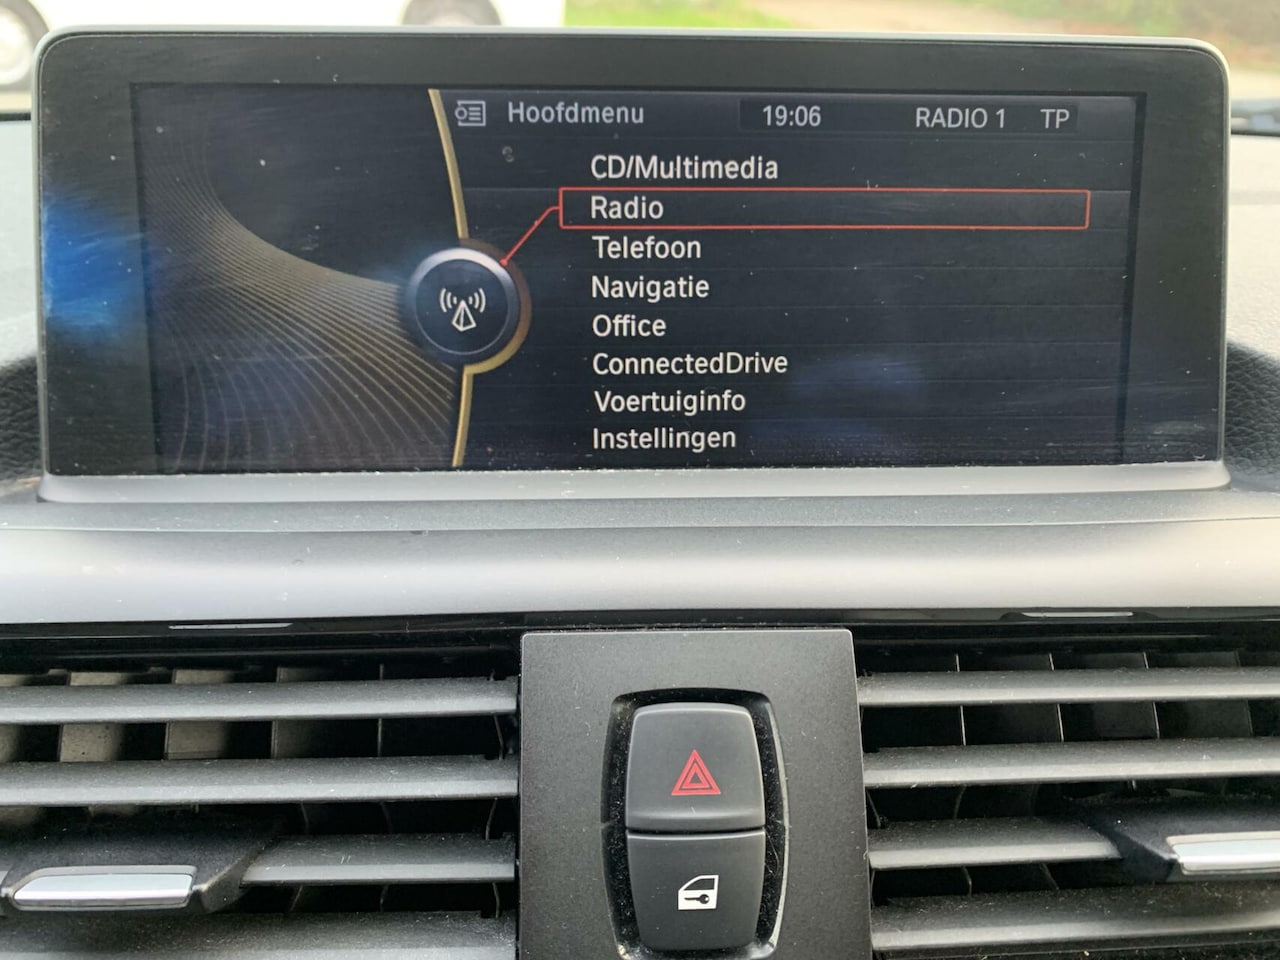 Hoofdmenu 19:06 RADIO 1 TP
CD/Multimedia
Radio
Telefoon
Navigatie
Office
ConnectedDrive
Voertuiginfo
Instellingen